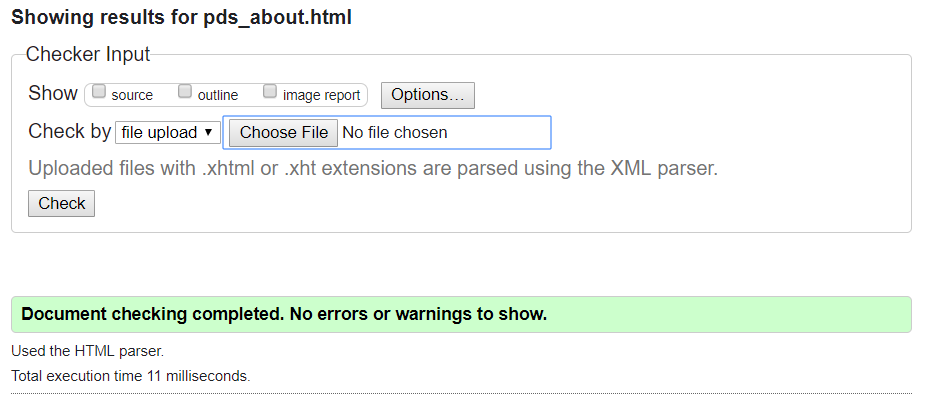 Showing results for pds_about.html
Checker Input
Show source outline image report Options...
Check by file upload Choose File No file chosen
Uploaded files with .xhtml or .xht extensions are parsed using the XML parser.
Check
Document checking completed. No errors or warnings to show.
Used the HTML parser.
Total execution time 11 milliseconds.